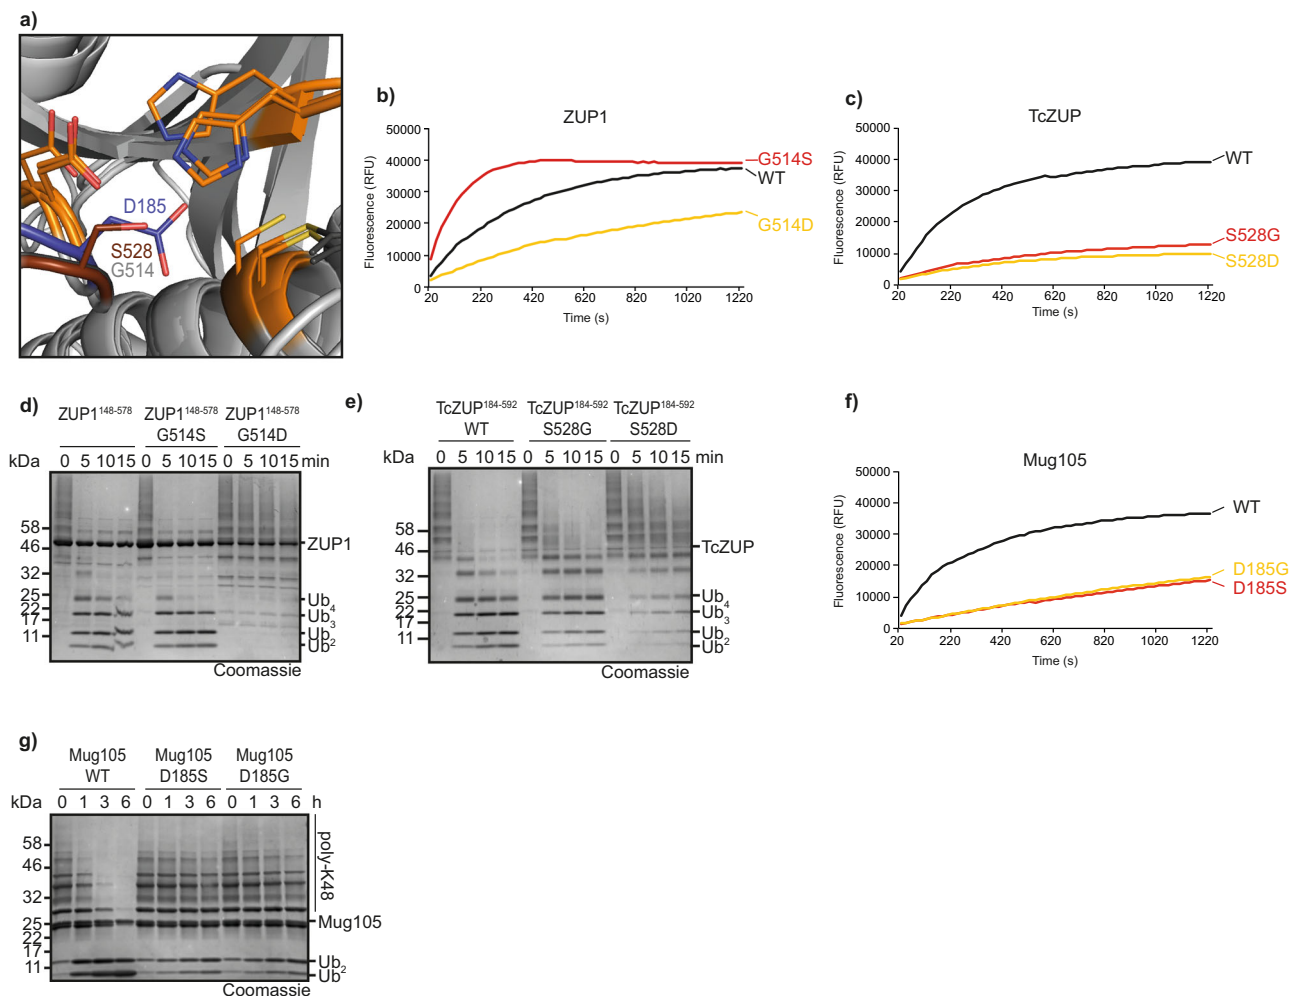 a)
D185
S528
G514
b)
ZUP1
Fluorescence (RFU)
50000
40000
30000
20000
10000
0
20 220 420 620 820 1020 1220
Time (s)
G514S
WT
G514D
c)
TcZUP
Fluorescence (RFU)
50000
40000
30000
20000
10000
0
20 220 420 620 820 1020 1220
Time (s)
WT
S528G
S528D
d)
ZUP1148-578 ZUP1148-578 ZUP1148-578
G514S G514D
kDa 0 5 10 15 0 5 10 15 0 5 10 15 min
58
46
32
25
22
17
11
ZUP1
Ub4
Ub3
Ub2
Ub
Coomassie
e)
TcZUP184-592 TcZUP184-592 TcZUP184-592
WT S528G S528D
kDa 0 5 10 15 0 5 10 15 0 5 10 15 min
58
46
32
25
22
17
11
TcZUP
Ub4
Ub3
Ub2
Ub
Coomassie
f)
Mug105
Fluorescence (RFU)
50000
40000
30000
20000
10000
0
20 220 420 620 820 1020 1220
Time (s)
WT
D185G
D185S
g)
Mug105 Mug105 Mug105
WT D185S D185G
kDa 0 1 3 6 0 1 3 6 0 1 3 6 h
58
46
32
25
22
17
11
poly-K48
Mug105
Ub2
Ub
Coomassie